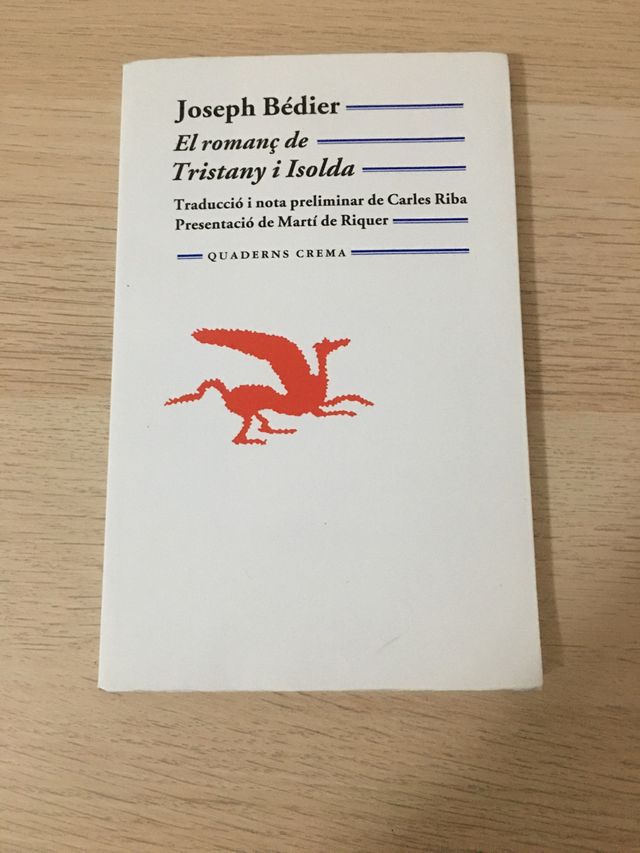 Joseph Bédier
El romanç de
Tristany i Isolda
Traducció i nota preliminar de Carles Riba
Presentació de Martí de Riquer
QUADERNS CREMA